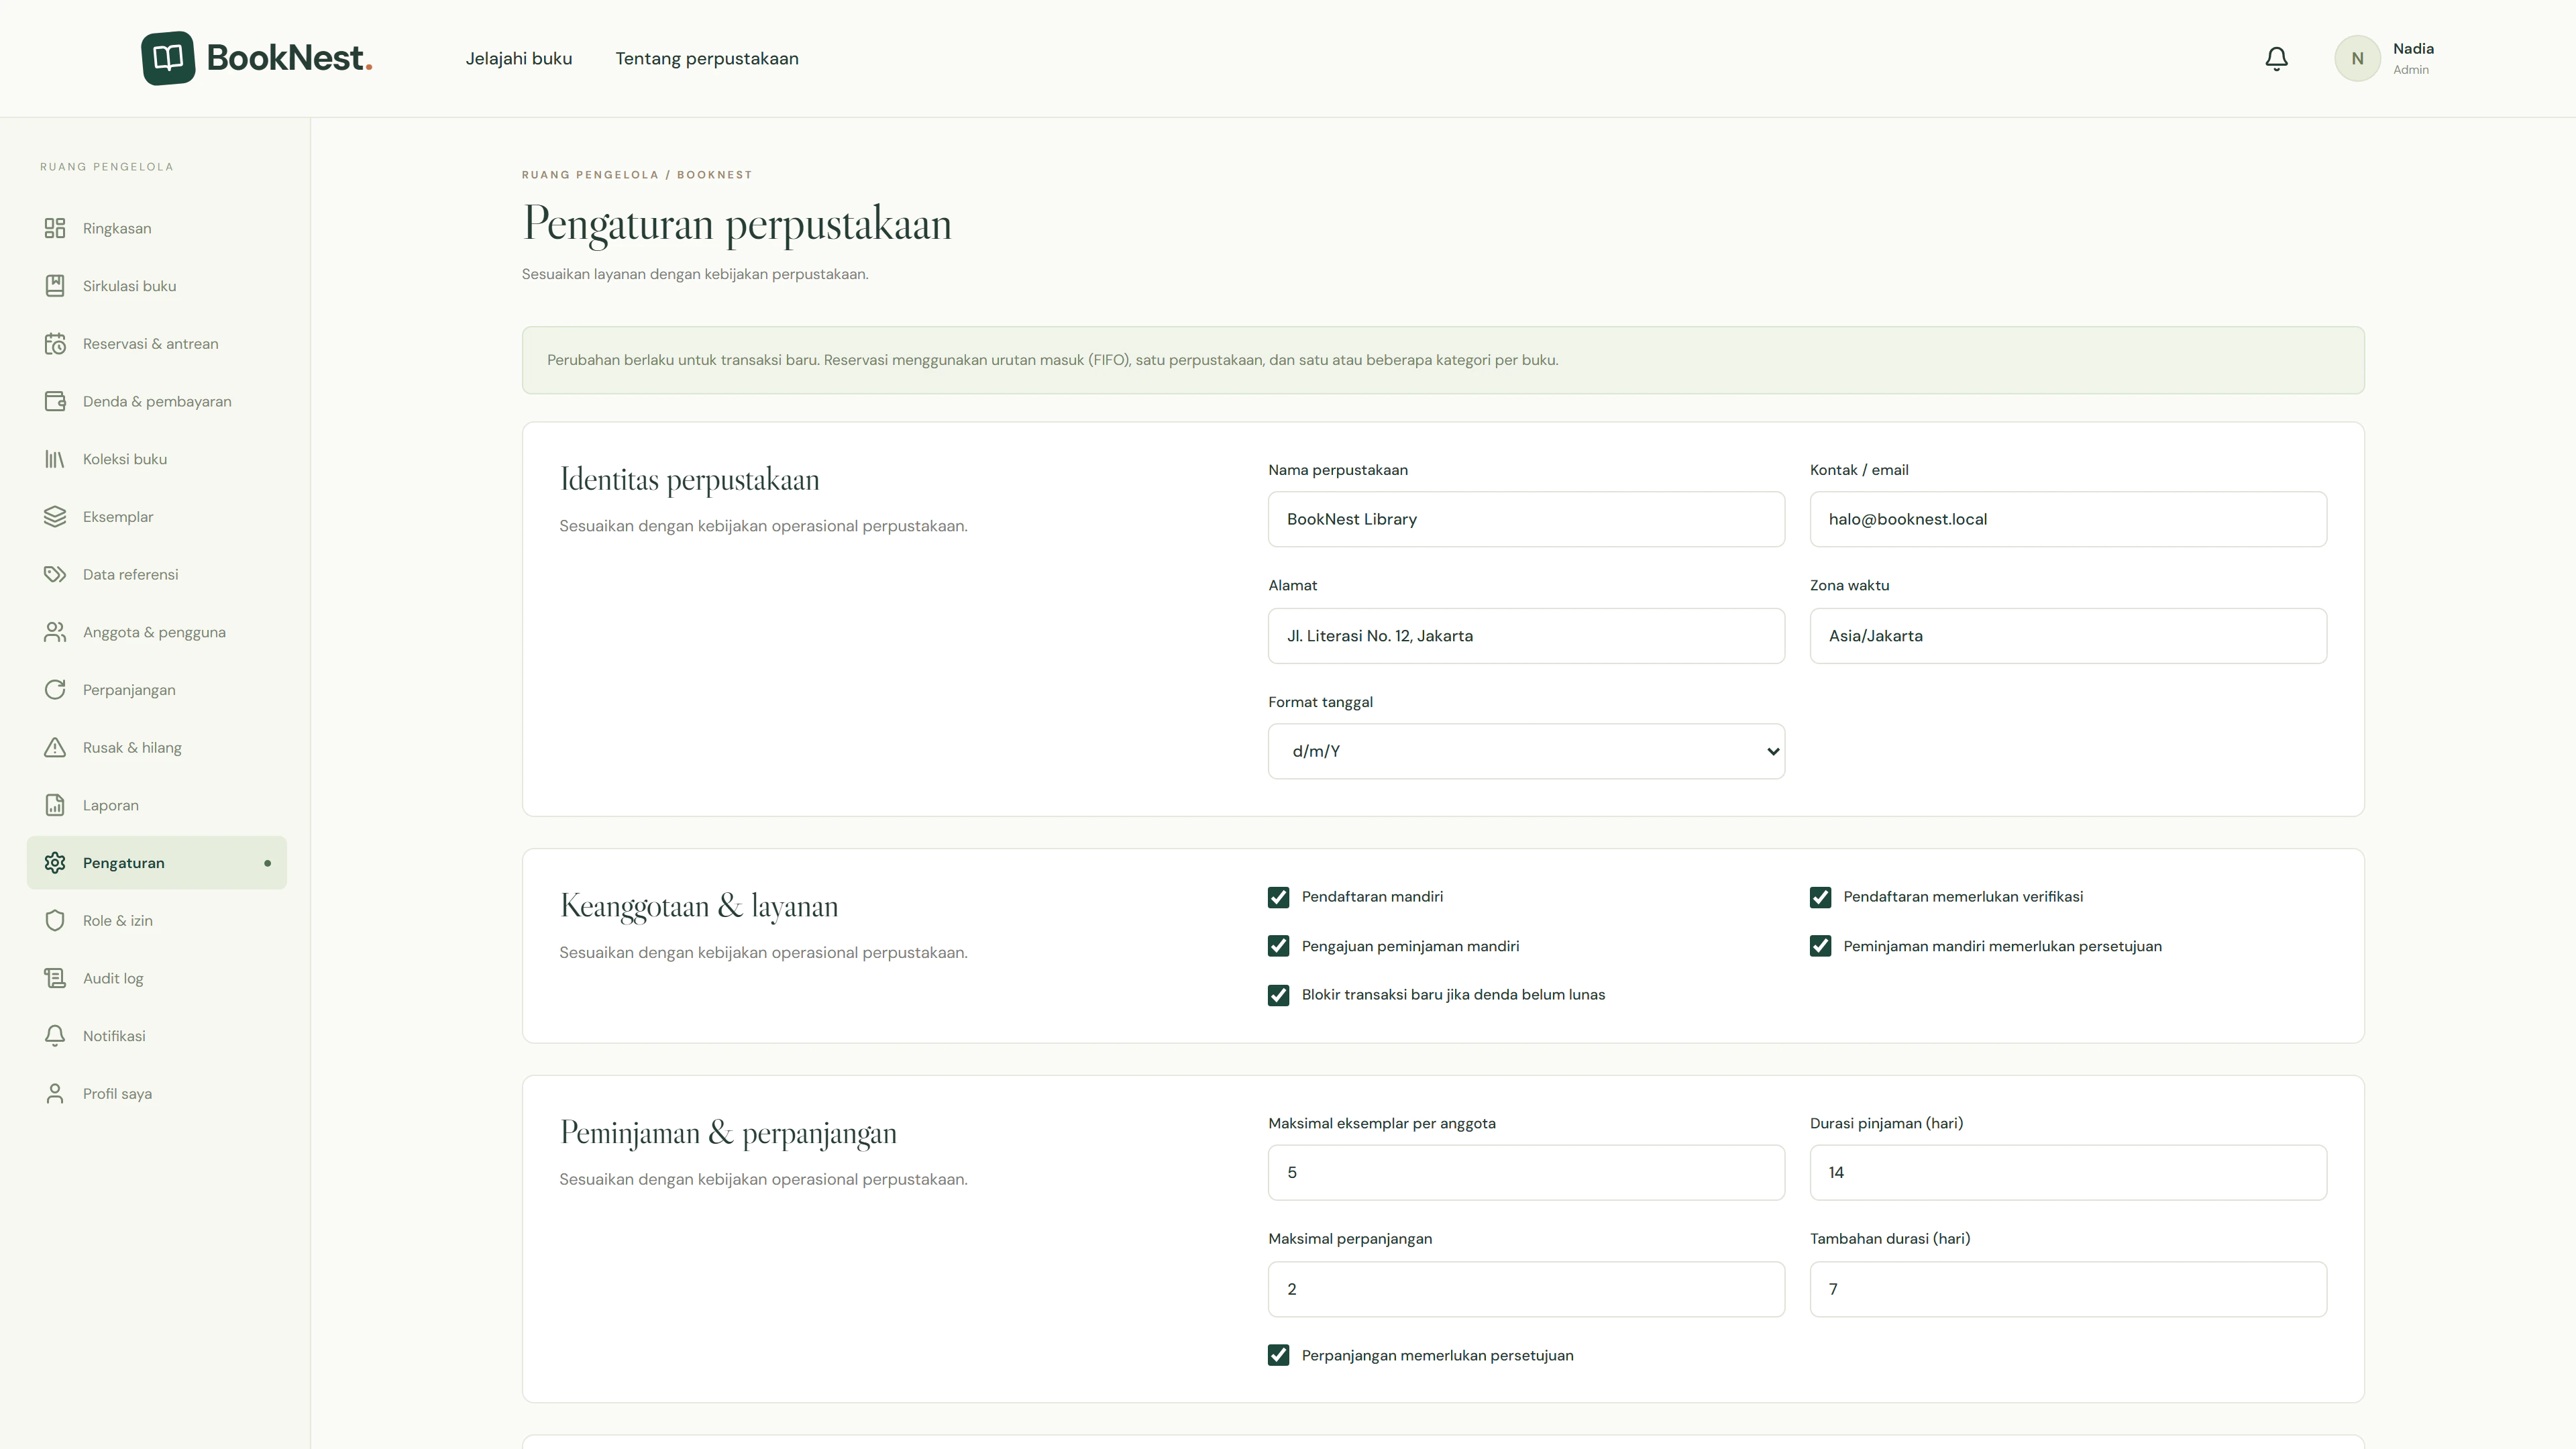 BookNest.
Jelajahi buku
Tentang perpustakaan
N
Nadia
Admin
RUANG PENGELOLA
Ringkasan
Sirkulasi buku
Reservasi & antrean
Denda & pembayaran
Koleksi buku
Eksemplar
Data referensi
Anggota & pengguna
Perpanjangan
Rusak & hilang
Laporan
Pengaturan
Role & izin
Audit log
Notifikasi
Profil saya
RUANG PENGELOLA / BOOKNEST
Pengaturan perpustakaan
Sesuaikan layanan dengan kebijakan perpustakaan.
Perubahan berlaku untuk transaksi baru. Reservasi menggunakan urutan masuk (FIFO), satu perpustakaan, dan satu atau beberapa kategori per buku.
Identitas perpustakaan
Sesuaikan dengan kebijakan operasional perpustakaan.
Nama perpustakaan
BookNest Library
Kontak / email
halo@booknest.local
Alamat
Jl. Literasi No. 12, Jakarta
Zona waktu
Asia/Jakarta
Format tanggal
d/m/Y
Keanggotaan & layanan
Sesuaikan dengan kebijakan operasional perpustakaan.
Pendaftaran mandiri
Pendaftaran memerlukan verifikasi
Pengajuan peminjaman mandiri
Peminjaman mandiri memerlukan persetujuan
Blokir transaksi baru jika denda belum lunas
Peminjaman & perpanjangan
Sesuaikan dengan kebijakan operasional perpustakaan.
Maksimal eksemplar per anggota
5
Durasi pinjaman (hari)
14
Maksimal perpanjangan
2
Tambahan durasi (hari)
7
Perpanjangan memerlukan persetujuan